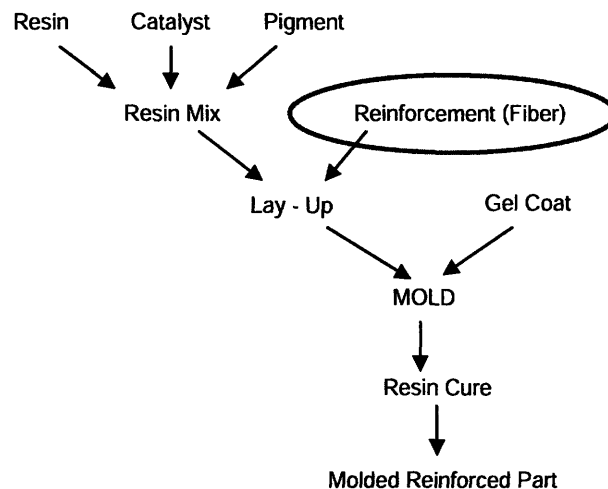 Resin
Catalyst
Pigment
Resin Mix
Reinforcement (Fiber)
Lay - Up
Gel Coat
MOLD
Resin Cure
Molded Reinforced Part